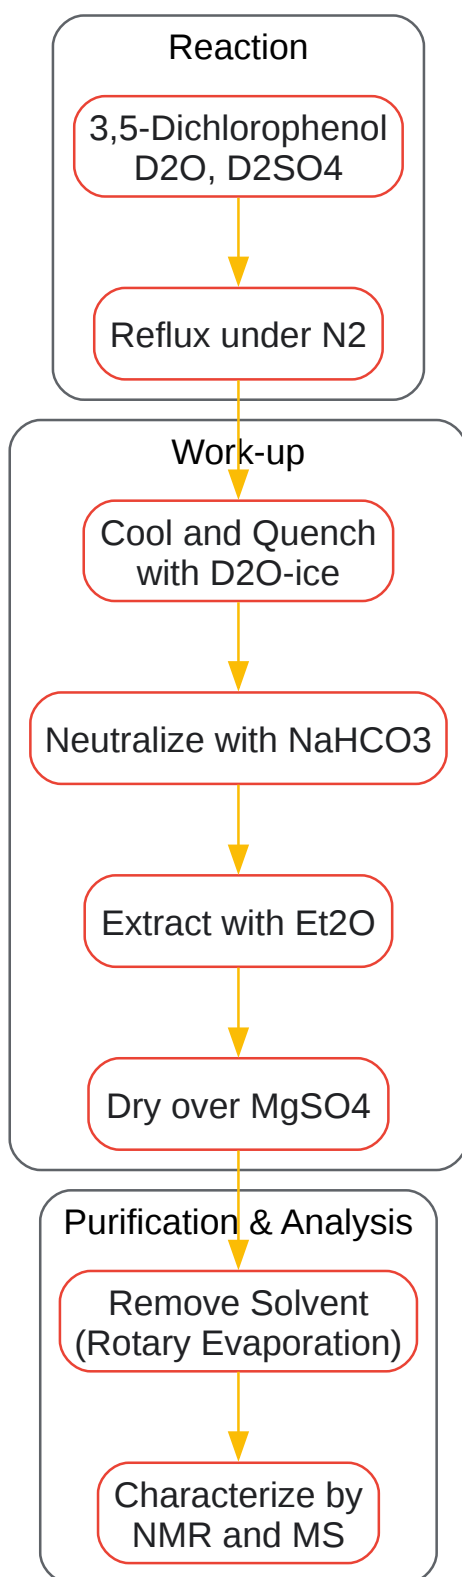 Reaction
3,5-Dichlorophenol
D2O, D2SO4
Reflux under N2
Work-up
Cool and Quench
with D2O-ice
Neutralize with NaHCO3
Extract with Et2O
Dry over MgSO4
Purification & Analysis
Remove Solvent
(Rotary Evaporation)
Characterize by
NMR and MS